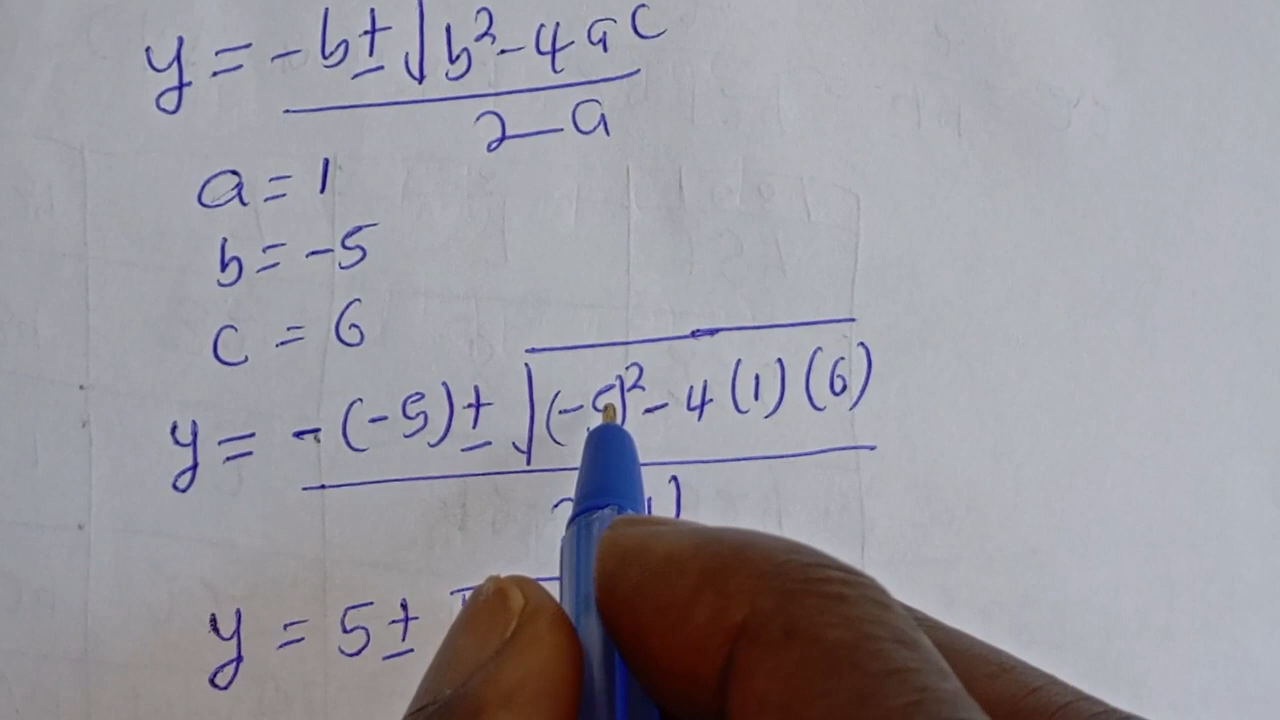 y = -b ± √b² - 4ac
2a
a = 1
b = -5
c = 6
y = -(-5) ± √(-5)² - 4(1)(6)
y = 5 ±